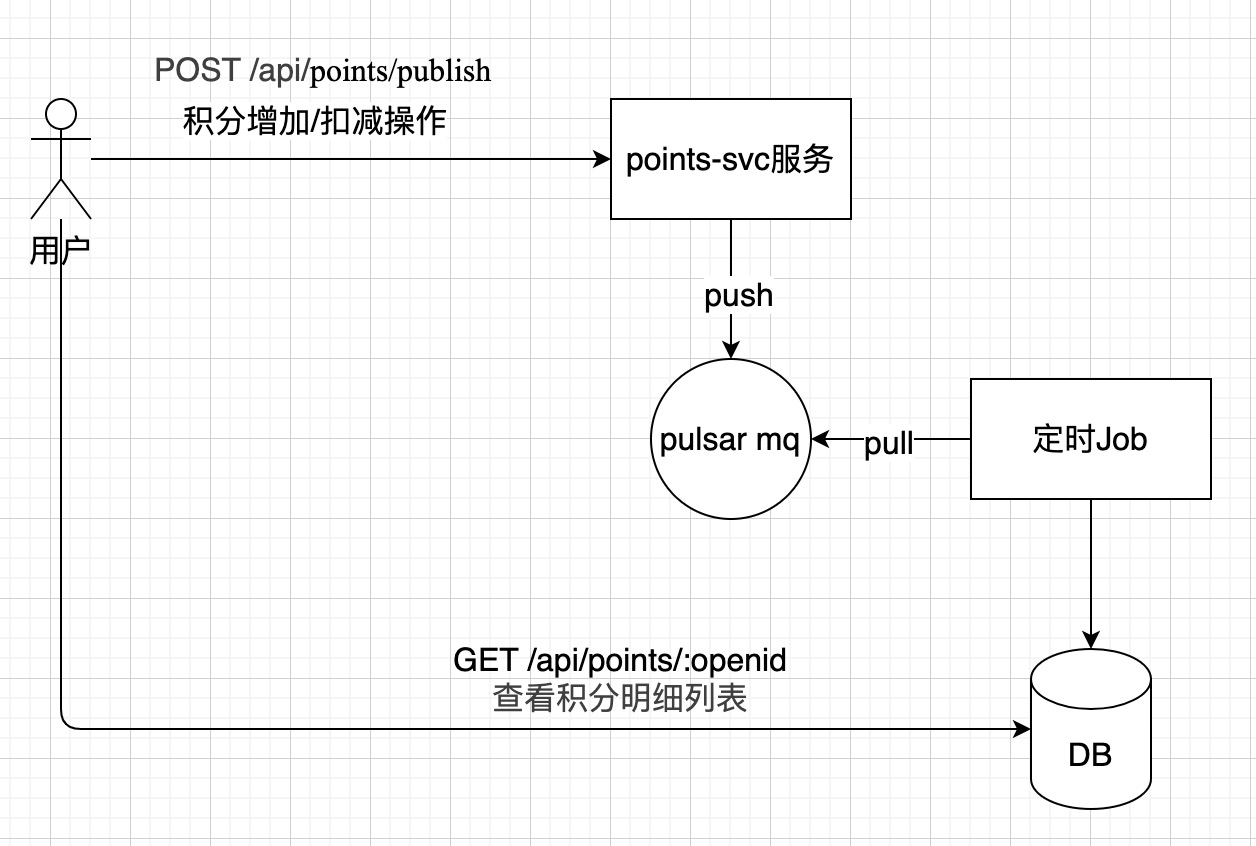 POST /api/points/publish
积分增加/扣减操作
points-svc服务
用户
push
pulsar mq
pull
定时Job
GET /api/points/:openid
查看积分明细列表
DB